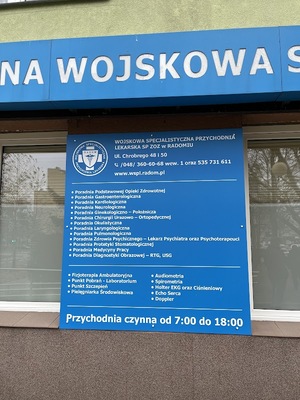 NA WOJSKOWA S
WOJSKOWA SPECJALISTYCZNA PRZYCHODNIA
LEKARSKA SP ZOZ w RADOMIU
Ul. Chrobrego 48 i 50
/048/ 360-60-68 wew. 1 oraz 535 731 611
www.wspl.radom.pl
• Poradnia Podstawowej Opieki Zdrowotnej
• Poradnia Gastroenterologiczna
• Poradnia Kardiologiczna
• Poradnia Neurologiczna
• Poradnia Ginekologiczno - Położnicza
• Poradnia Chirurgii Urazowo - Ortopedycznej
• Poradnia Okulistyczna
• Poradnia Laryngologiczna
• Poradnia Pulmonologiczna
• Poradnia Zdrowia Psychicznego - Lekarz Psychiatra oraz Psychoterapeuci
• Poradnia Protetyki Stomatologicznej
• Poradnia Medycyny Pracy
• Poradnia Diagnostyki Obrazowej - RTG, USG
• Fizjoterapia Ambulatoryjna
• Punkt Pobrań - Laboratorium
• Punkt Szczepień
• Pielęgniarka Środowiskowa
• Audiometria
• Spirometria
• Holter EKG oraz Ciśnieniowy
• Echo Serca
• Doppler
Przychodnia czynna od 7:00 do 18:00